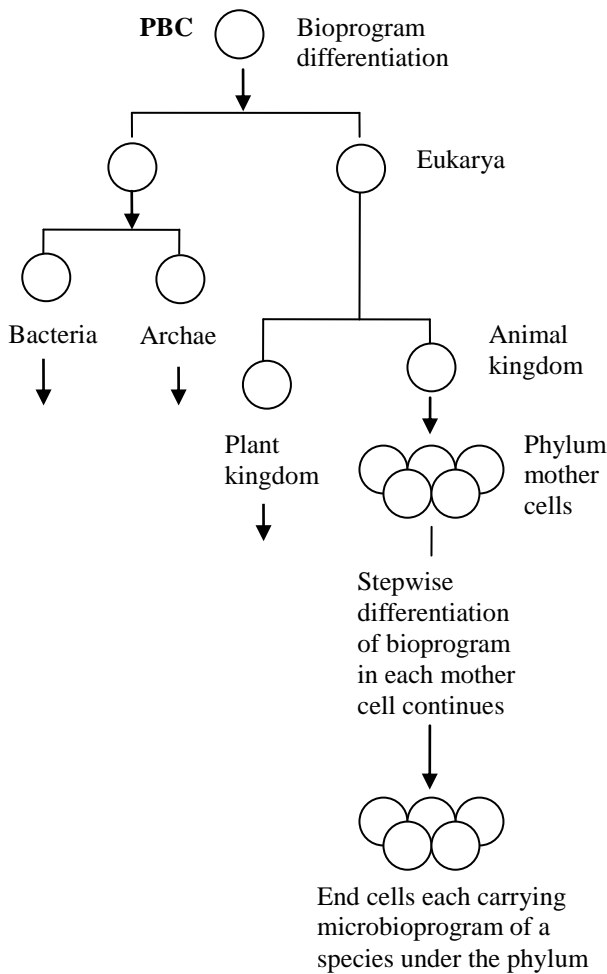 PBC
Bioprogram
differentiation
Eukarya
Bacteria
Archae
Animal
kingdom
Plant
kingdom
Phylum
mother
cells
Stepwise
differentiation
of bioprogram
in each mother
cell continues
End cells each carrying
microbioprogram of a
species under the phylum